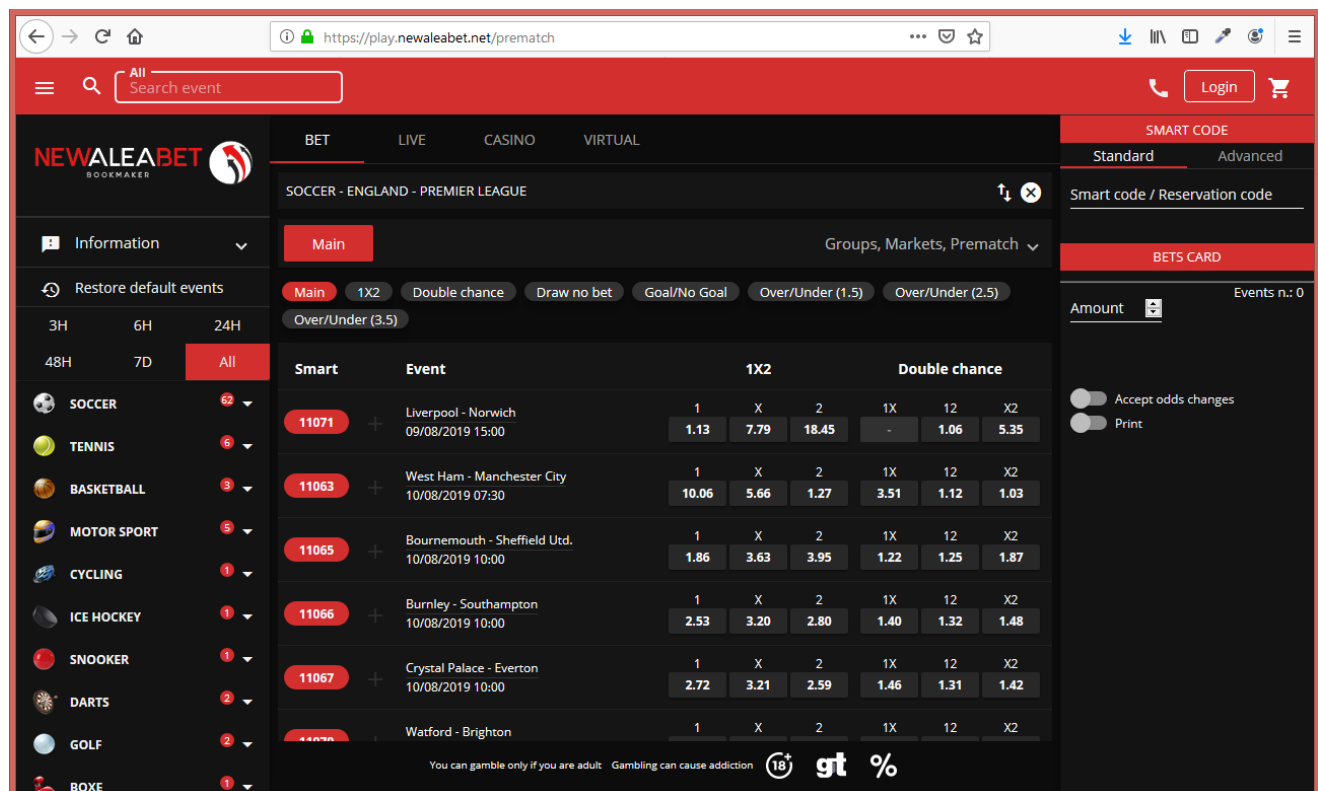 https://play.newaleabet.net/prematch
All
Search event
Login
NEWALEABET
BOOKMAKER
Information
Restore default events
3H 6H 24H
48H 7D All
SOCCER 62
TENNIS 6
BASKETBALL 3
MOTOR SPORT 5
CYCLING 1
ICE HOCKEY 1
SNOOKER 1
DARTS 2
GOLF 2
BOXE 1
BET LIVE CASINO VIRTUAL
SOCCER - ENGLAND - PREMIER LEAGUE
Main Groups, Markets, Prematch
Main 1X2 Double chance Draw no bet Goal/No Goal Over/Under (1.5) Over/Under (2.5)
Over/Under (3.5)
Smart Event 1X2 Double chance
11071 Liverpool - Norwich 1 X 2 1X 12 X2
09/08/2019 15:00 1.13 7.79 18.45 - 1.06 5.35
11063 West Ham - Manchester City 1 X 2 1X 12 X2
10/08/2019 07:30 10.06 5.66 1.27 3.51 1.12 1.03
11065 Bournemouth - Sheffield Utd. 1 X 2 1X 12 X2
10/08/2019 10:00 1.86 3.63 3.95 1.22 1.25 1.87
11066 Burnley - Southampton 1 X 2 1X 12 X2
10/08/2019 10:00 2.53 3.20 2.80 1.40 1.32 1.48
11067 Crystal Palace - Everton 1 X 2 1X 12 X2
10/08/2019 10:00 2.72 3.21 2.59 1.46 1.31 1.42
Watford - Brighton 1 X 2 1X 12 X2
You can gamble only if you are adult Gambling can cause addiction 18+ gt %
SMART CODE
Standard Advanced
Smart code / Reservation code
BETS CARD
Events n.: 0
Amount
Accept odds changes
Print